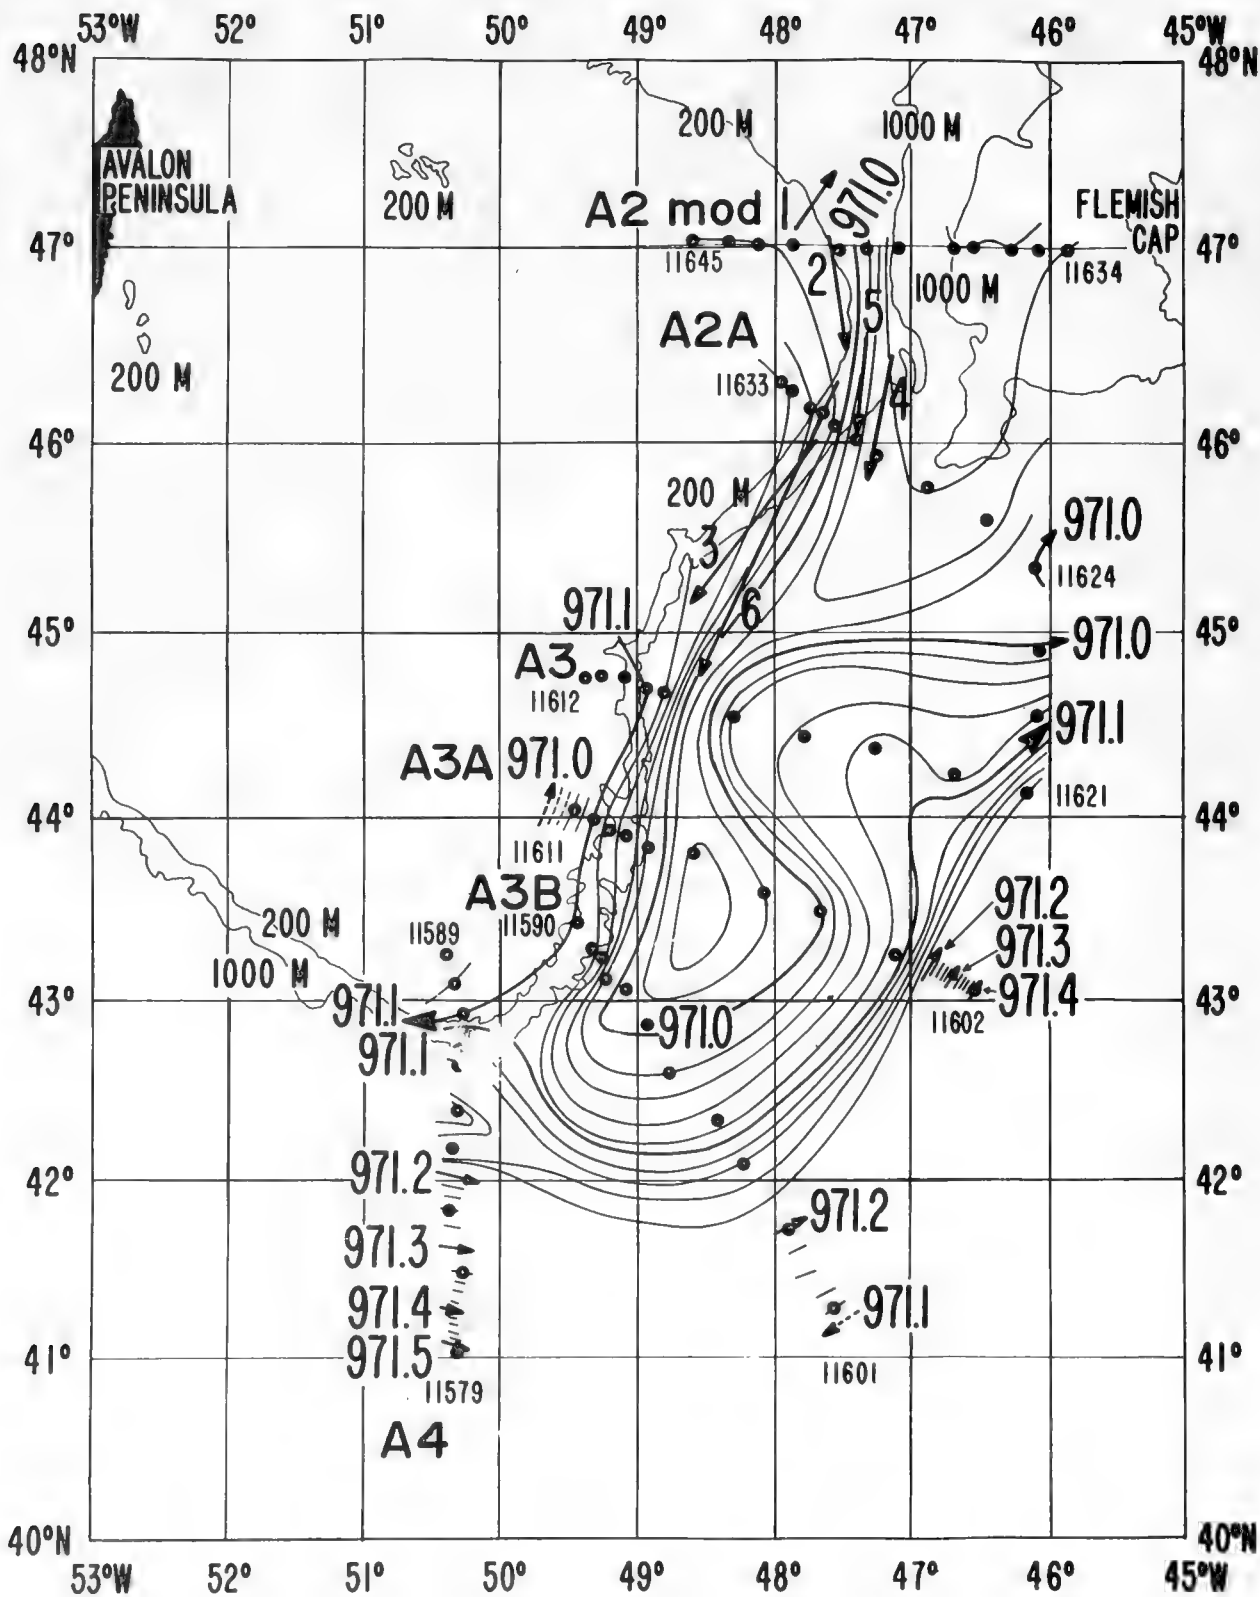 53°W 52° 51° 50° 49° 48° 47° 46° 45°W
48°N 48°N
200 M 1000 M
AVALON
PENINSULA
200 M
A2 mod 1
971.0
FLEMISH
CAP
47° 47°
11645
2
11634
1000 M
5
A2A
200 M
11633
4
46° 46°
200 M
971.0
3
11624
971.1
6
45° 45°
971.0
A3
11612
971.1
A3A 971.0
11621
44° 44°
11611
A3B
971.2
200 M
11589
11590
971.3
1000 M
43° 43°
971.4
971.1
971.0
11602
971.1
42° 42°
971.2
971.2
971.3
971.4
971.1
41° 41°
971.5
11601
11579
A4
40°N 40°N
53°W 52° 51° 50° 49° 48° 47° 46° 45°W